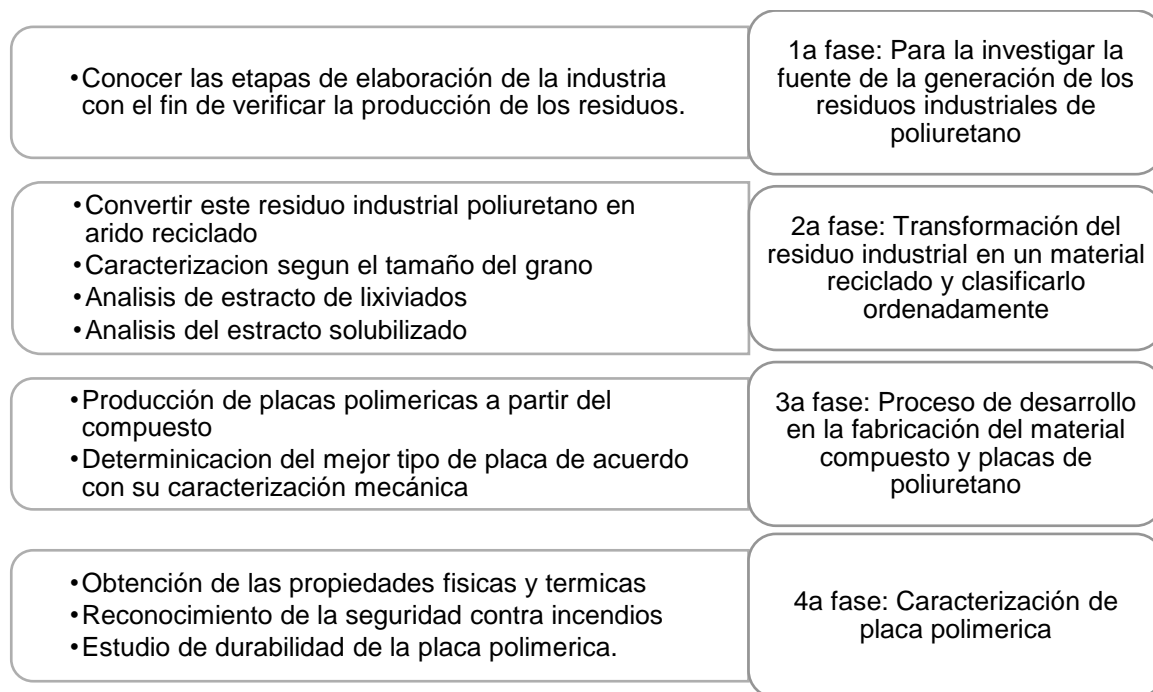 •Conocer las etapas de elaboración de la industria
con el fin de verificar la producción de los residuos.
1a fase: Para la investigar la
fuente de la generación de los
residuos industriales de
poliuretano
•Convertir este residuo industrial poliuretano en
arido reciclado
•Caracterizacion segun el tamaño del grano
•Analisis de estracto de lixiviados
•Analisis del estracto solubilizado
2a fase: Transformación del
residuo industrial en un material
reciclado y clasificarlo
ordenadamente
•Producción de placas polimericas a partir del
compuesto
•Determinicacion del mejor tipo de placa de acuerdo
con su caracterización mecánica
3a fase: Proceso de desarrollo
en la fabricación del material
compuesto y placas de
poliuretano
•Obtención de las propiedades fisicas y termicas
•Reconocimiento de la seguridad contra incendios
•Estudio de durabilidad de la placa polimerica.
4a fase: Caracterización de
placa polimerica